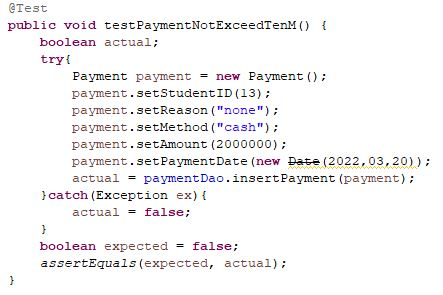 @Test
public void testPaymentNotExceedTenM() {
    boolean actual;
    try{
        Payment payment = new Payment();
        payment.setStudentID(13);
        payment.setReason("none");
        payment.setMethod("cash");
        payment.setAmount(2000000);
        payment.setPaymentDate(new Date(2022,03,20));
        actual = paymentDao.insertPayment(payment);
    }catch(Exception ex){
        actual = false;
    }
    boolean expected = false;
    assertEquals(expected, actual);
}